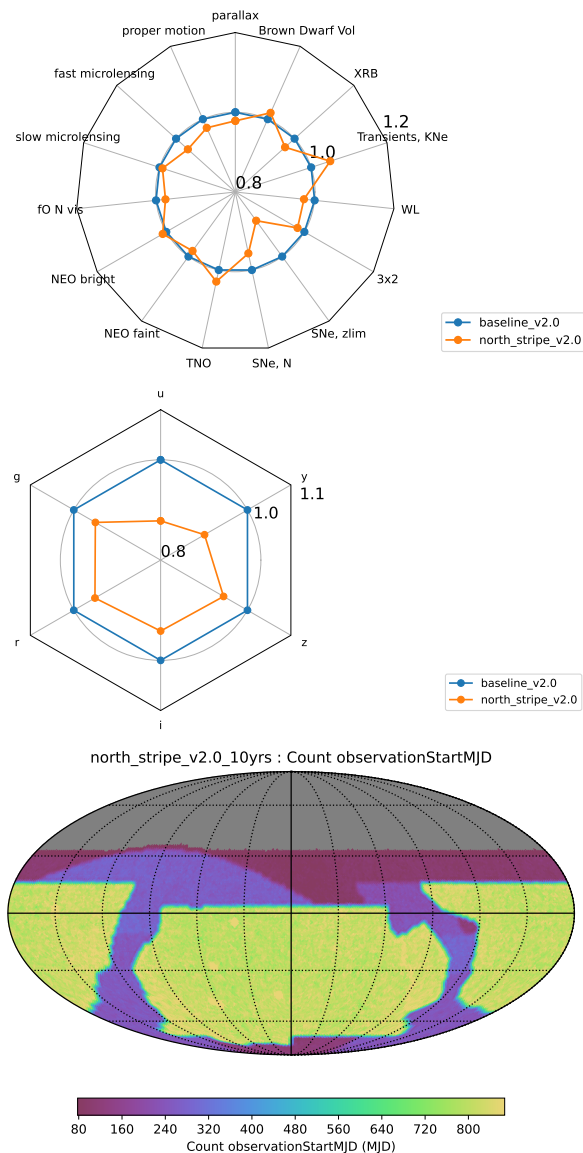 parallax
proper motion
Brown Dwarf Vol
fast microlensing
XRB
1.2
slow microlensing
Transients, KNe
1.0
0.8
fO N vis
WL
NEO bright
3x2
NEO faint
SNe, zlim
TNO
SNe, N
baseline_v2.0
north_stripe_v2.0
u
g
y
1.1
1.0
0.8
r
z
i
baseline_v2.0
north_stripe_v2.0
north_stripe_v2.0_10yrs : Count observationStartMJD
80 160 240 320 400 480 560 640 720 800
Count observationStartMJD (MJD)